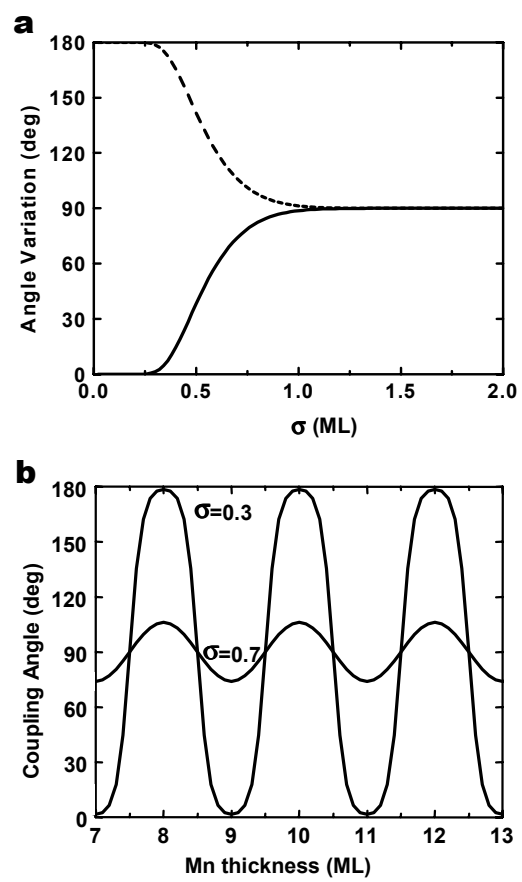 a
180
150
120
90
60
30
0
Angle Variation (deg)
0.0 0.5 1.0 1.5 2.0
σ (ML)
b
180
150
120
90
60
30
0
Coupling Angle (deg)
σ=0.3
σ=0.7
7 8 9 10 11 12 13
Mn thickness (ML)